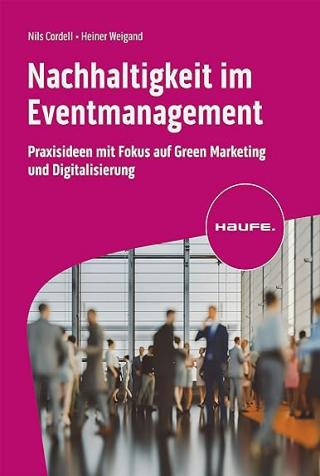 Nils Cordell • Heiner Weigand
Nachhaltigkeit im
Eventmanagement
Praxisideen mit Fokus auf Green Marketing
und Digitalisierung
HAUFE.